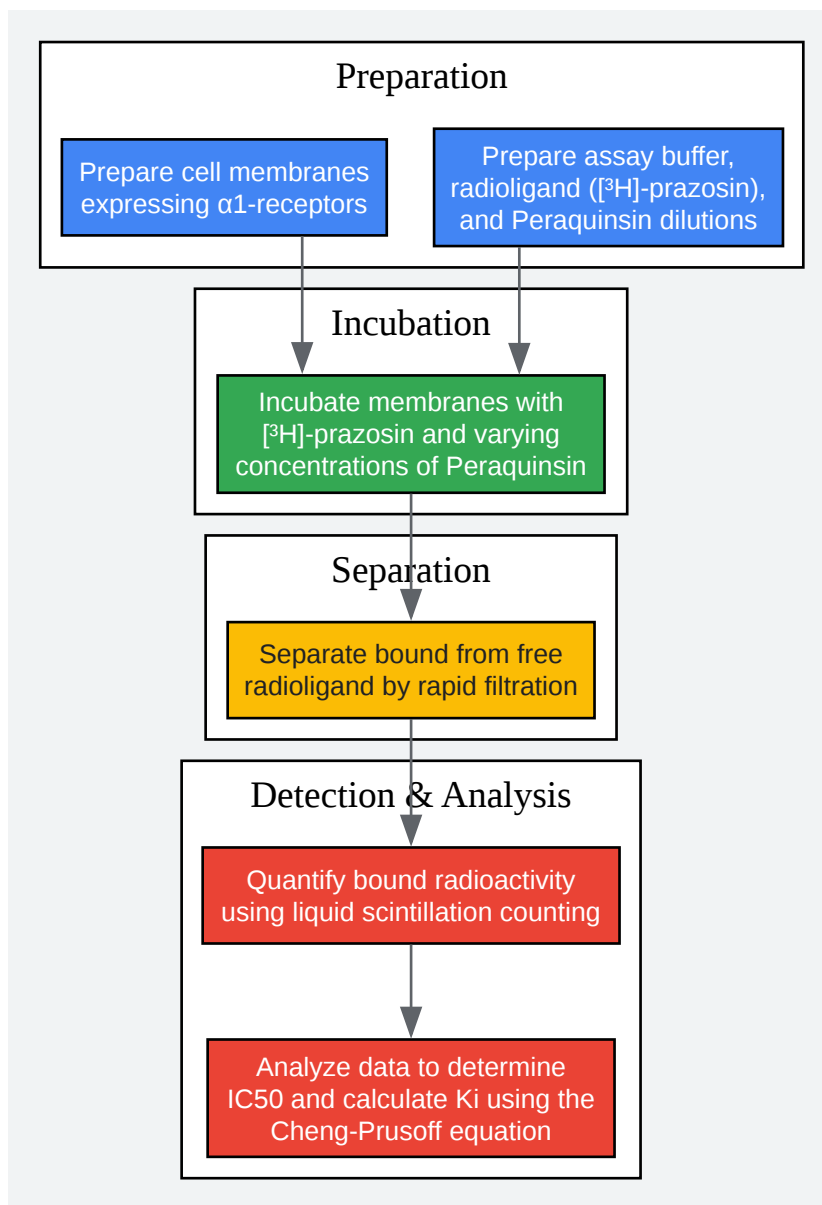 Preparation
Prepare cell membranes
expressing α1-receptors
Prepare assay buffer,
radioligand ([³H]-prazosin),
and Peraquinsin dilutions
Incubation
Incubate membranes with
[³H]-prazosin and varying
concentrations of Peraquinsin
Separation
Separate bound from free
radioligand by rapid filtration
Detection & Analysis
Quantify bound radioactivity
using liquid scintillation counting
Analyze data to determine
IC50 and calculate Ki using the
Cheng-Prusoff equation